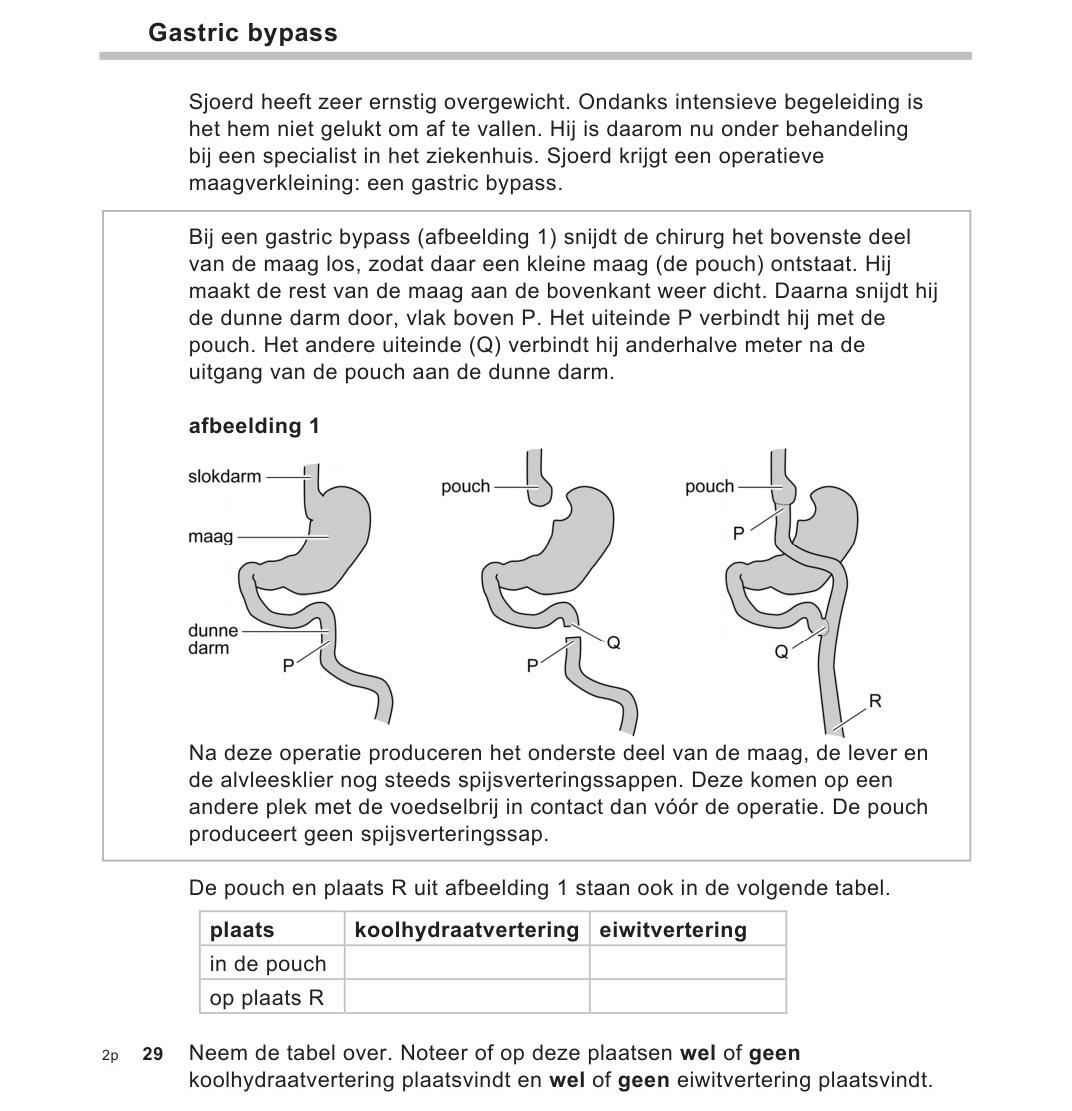 Gastric bypass
Sjoerd heeft zeer ernstig overgewicht. Ondanks intensieve begeleiding is
het hem niet gelukt om af te vallen. Hij is daarom nu onder behandeling
bij een specialist in het ziekenhuis. Sjoerd krijgt een operatieve
maagverkleining: een gastric bypass.
Bij een gastric bypass (afbeelding 1) snijdt de chirurg het bovenste deel
van de maag los, zodat daar een kleine maag (de pouch) ontstaat. Hij
maakt de rest van de maag aan de bovenkant weer dicht. Daarna snijdt hij
de dunne darm door, vlak boven P. Het uiteinde P verbindt hij met de
pouch. Het andere uiteinde (Q) verbindt hij anderhalve meter na de
uitgang van de pouch aan de dunne darm.
afbeelding 1
slokdarm
maag
dunne
darm
P
pouch
Q
P
pouch
P
Q
R
Na deze operatie produceren het onderste deel van de maag, de lever en
de alvleesklier nog steeds spijsverteringssappen. Deze komen op een
andere plek met de voedselbrij in contact dan vóór de operatie. De pouch
produceert geen spijsverteringssap.
De pouch en plaats R uit afbeelding 1 staan ook in de volgende tabel.
plaats koolhydraatvertering eiwitvertering
in de pouch
op plaats R
2p 29 Neem de tabel over. Noteer of op deze plaatsen wel of geen
koolhydraatvertering plaatsvindt en wel of geen eiwitvertering plaatsvindt.